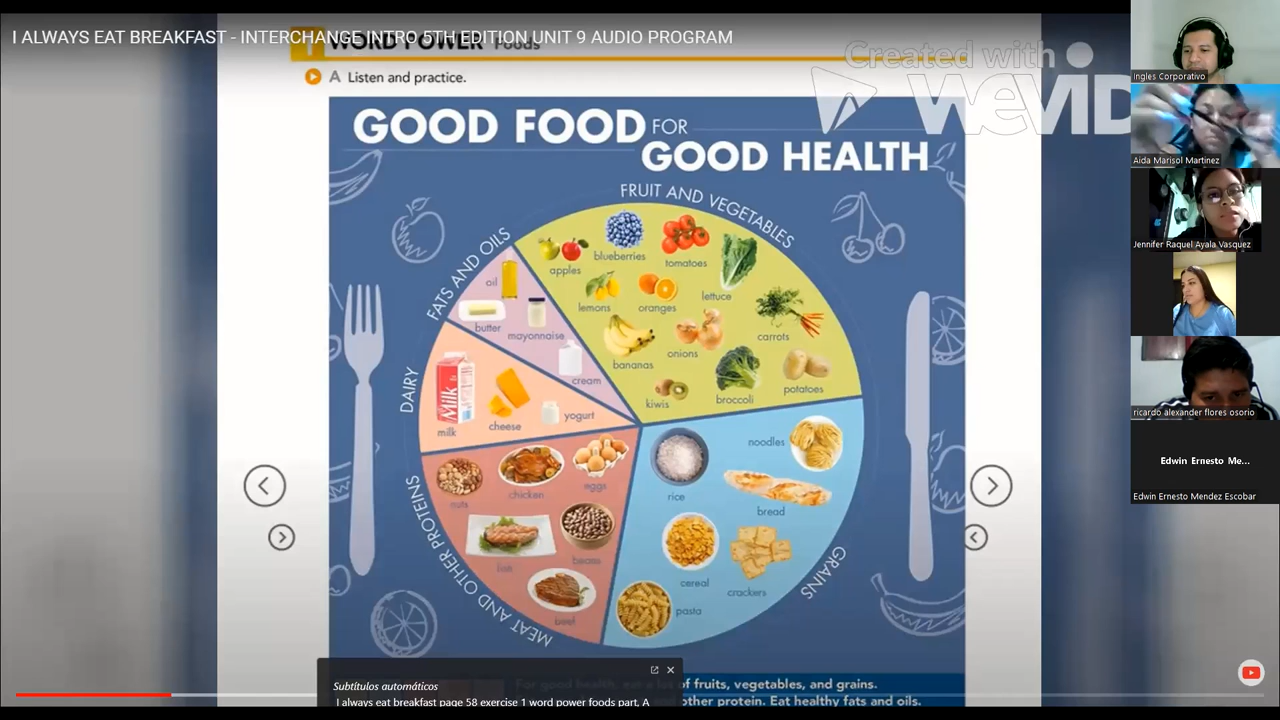 I ALWAYS EAT BREAKFAST - INTERCHANGE INTRO 5TH EDITION UNIT 9 AUDIO PROGRAM
1 WORD POWER Foods
A Listen and practice.
Created with
WeVID
GOOD FOOD FOR
GOOD HEALTH
FRUIT AND VEGETABLES
apples
blueberries
tomatoes
lettuce
lemons
oranges
carrots
bananas
onions
kiwis
broccoli
potatoes
FATS AND OILS
oil
butter
mayonnaise
cream
DAIRY
milk
Milk
cheese
yogurt
MEAT AND OTHER PROTEINS
nuts
chicken
eggs
fish
beans
beef
GRAINS
rice
noodles
bread
cereal
crackers
pasta
For good health, eat a lot of fruits, vegetables, and grains.
other protein. Eat healthy fats and oils.
Subtítulos automáticos
I always eat breakfast page 58 exercise 1 word power foods part, A
Ingles Corporativo
Aida Marisol Martinez
Jennifer Raquel Ayala Vasquez
ricardo alexander flores osorio
Edwin Ernesto Me...
Edwin Ernesto Mendez Escobar